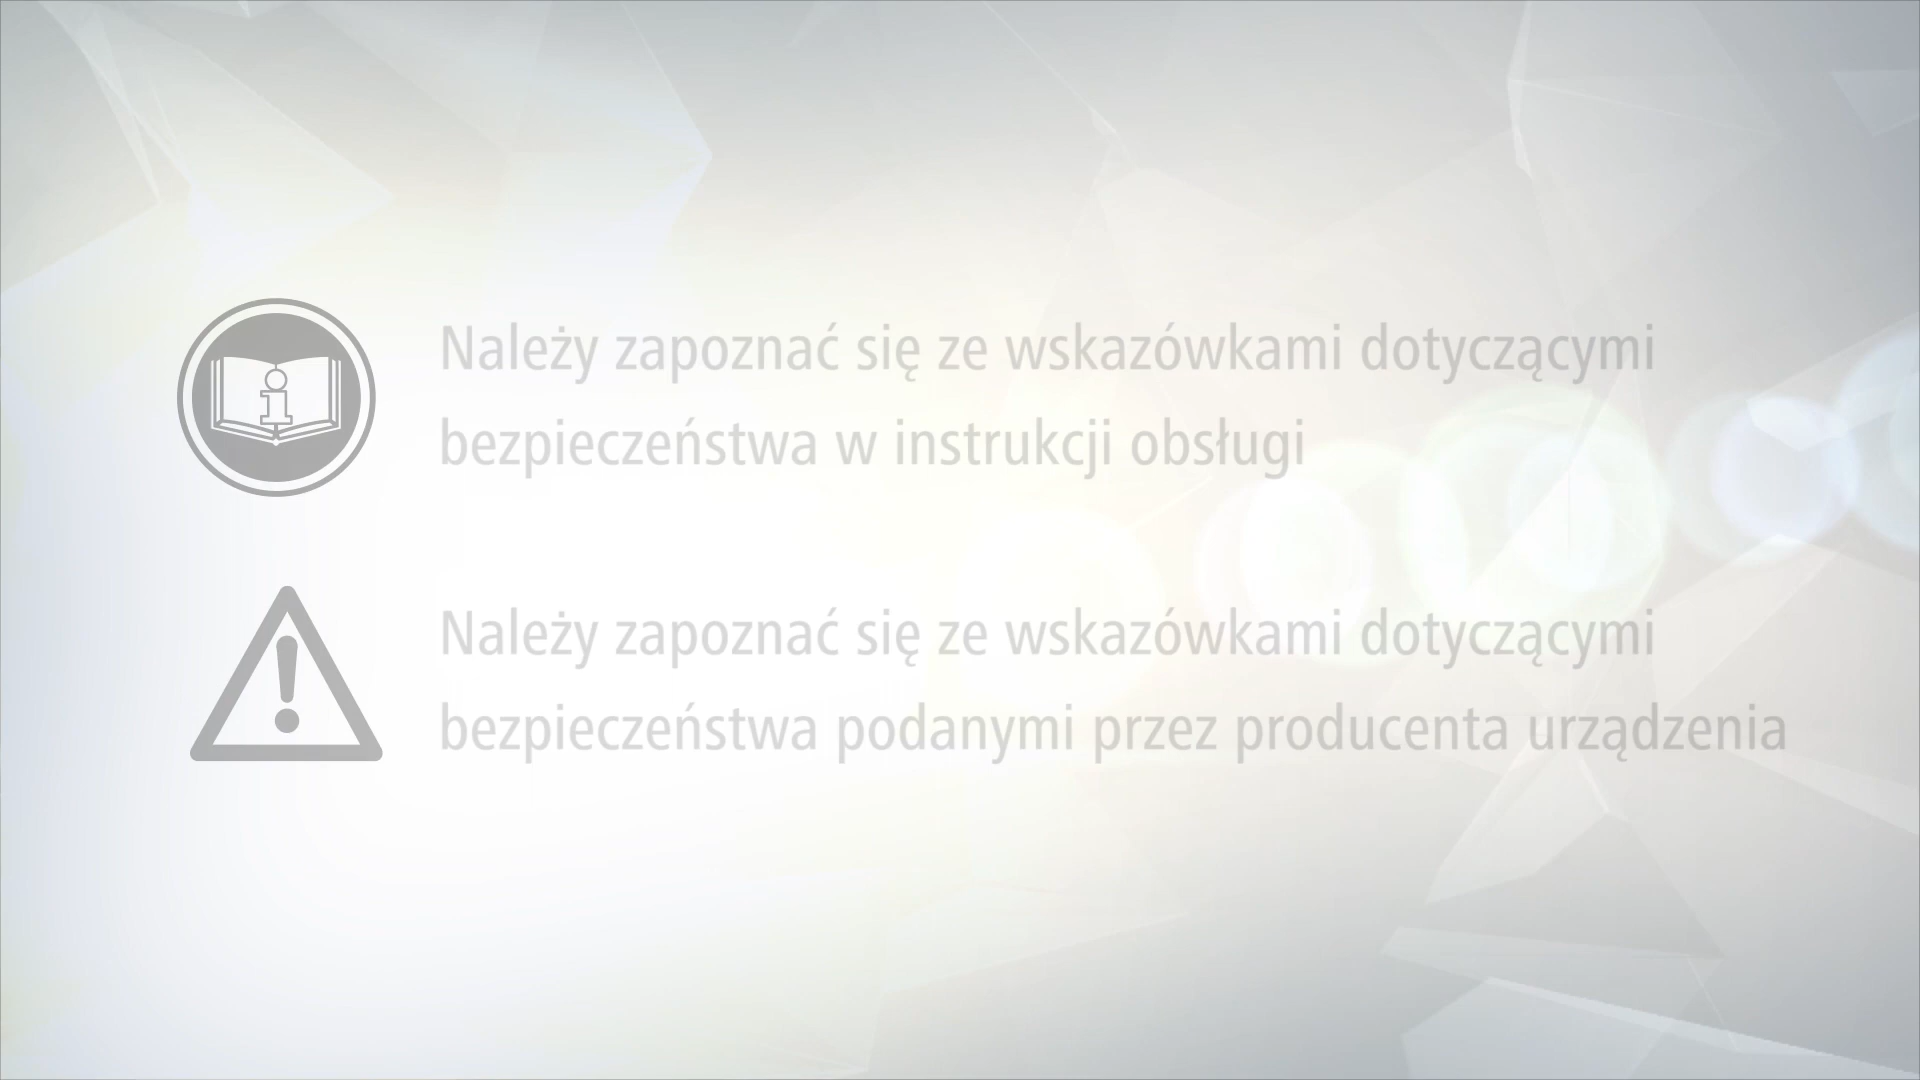 Należy zapoznać się ze wskazówkami dotyczącymi
bezpieczeństwa w instrukcji obsługi
Należy zapoznać się ze wskazówkami dotyczącymi
bezpieczeństwa podanymi przez producenta urządzenia